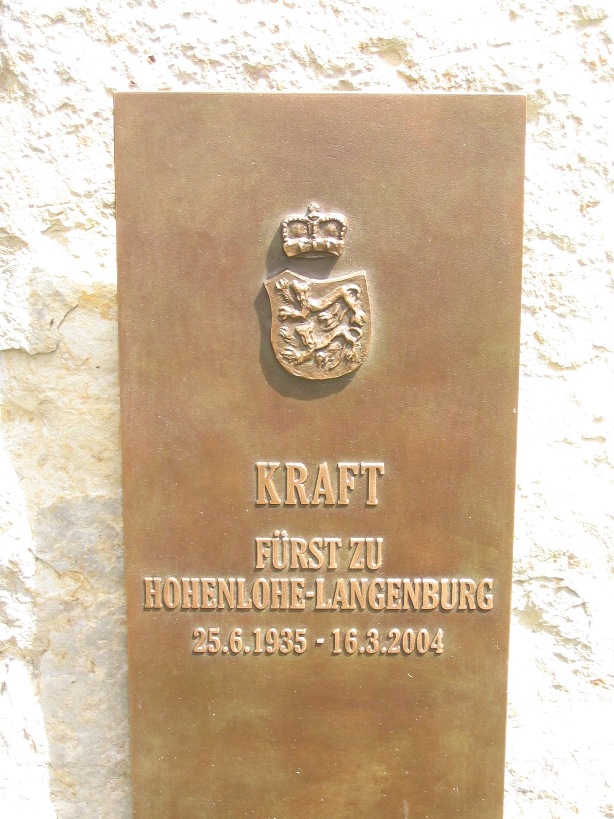 KRAFT
FÜRST ZU
HOHENLOHE-LANGENBURG
25.6.1935 - 16.3.2004